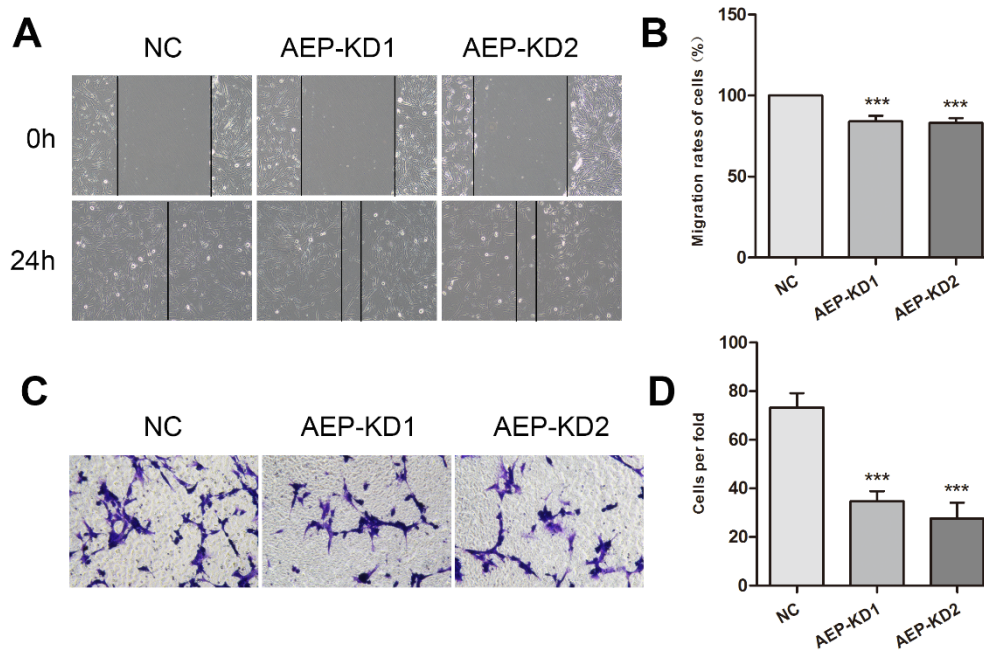 A
NC
AEP-KD1
AEP-KD2
0h
24h
B
Migration rates of cells (%)
150
100
50
0
***
***
NC
AEP-KD1
AEP-KD2
C
NC
AEP-KD1
AEP-KD2
D
Cells per fold
100
80
60
40
20
0
***
***
NC
AEP-KD1
AEP-KD2